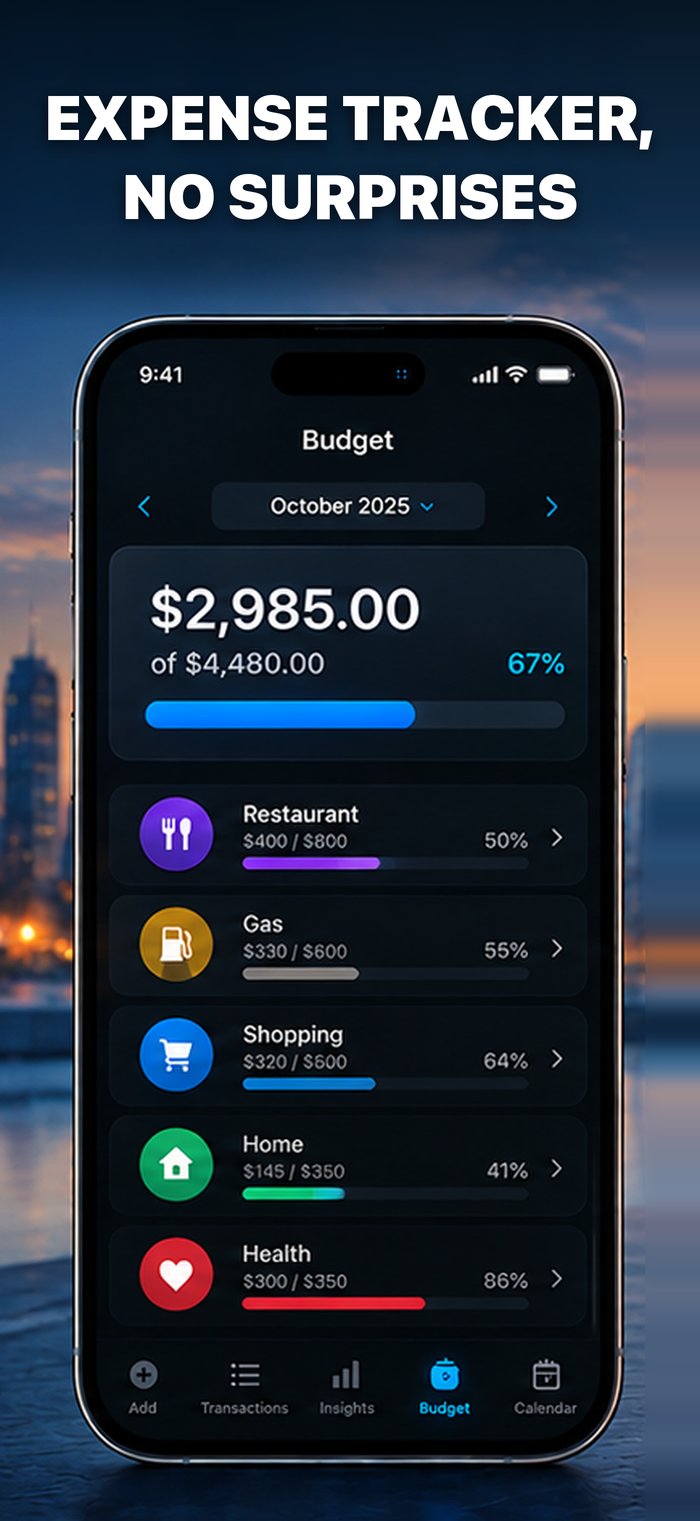 EXPENSE TRACKER,
NO SURPRISES
9:41
Budget
October 2025
$2,985.00
of $4,480.00
67%
Restaurant
$400 / $800
50%
Gas
$330 / $600
55%
Shopping
$320 / $600
64%
Home
$145 / $350
41%
Health
$300 / $350
86%
Add
Transactions
Insights
Budget
Calendar